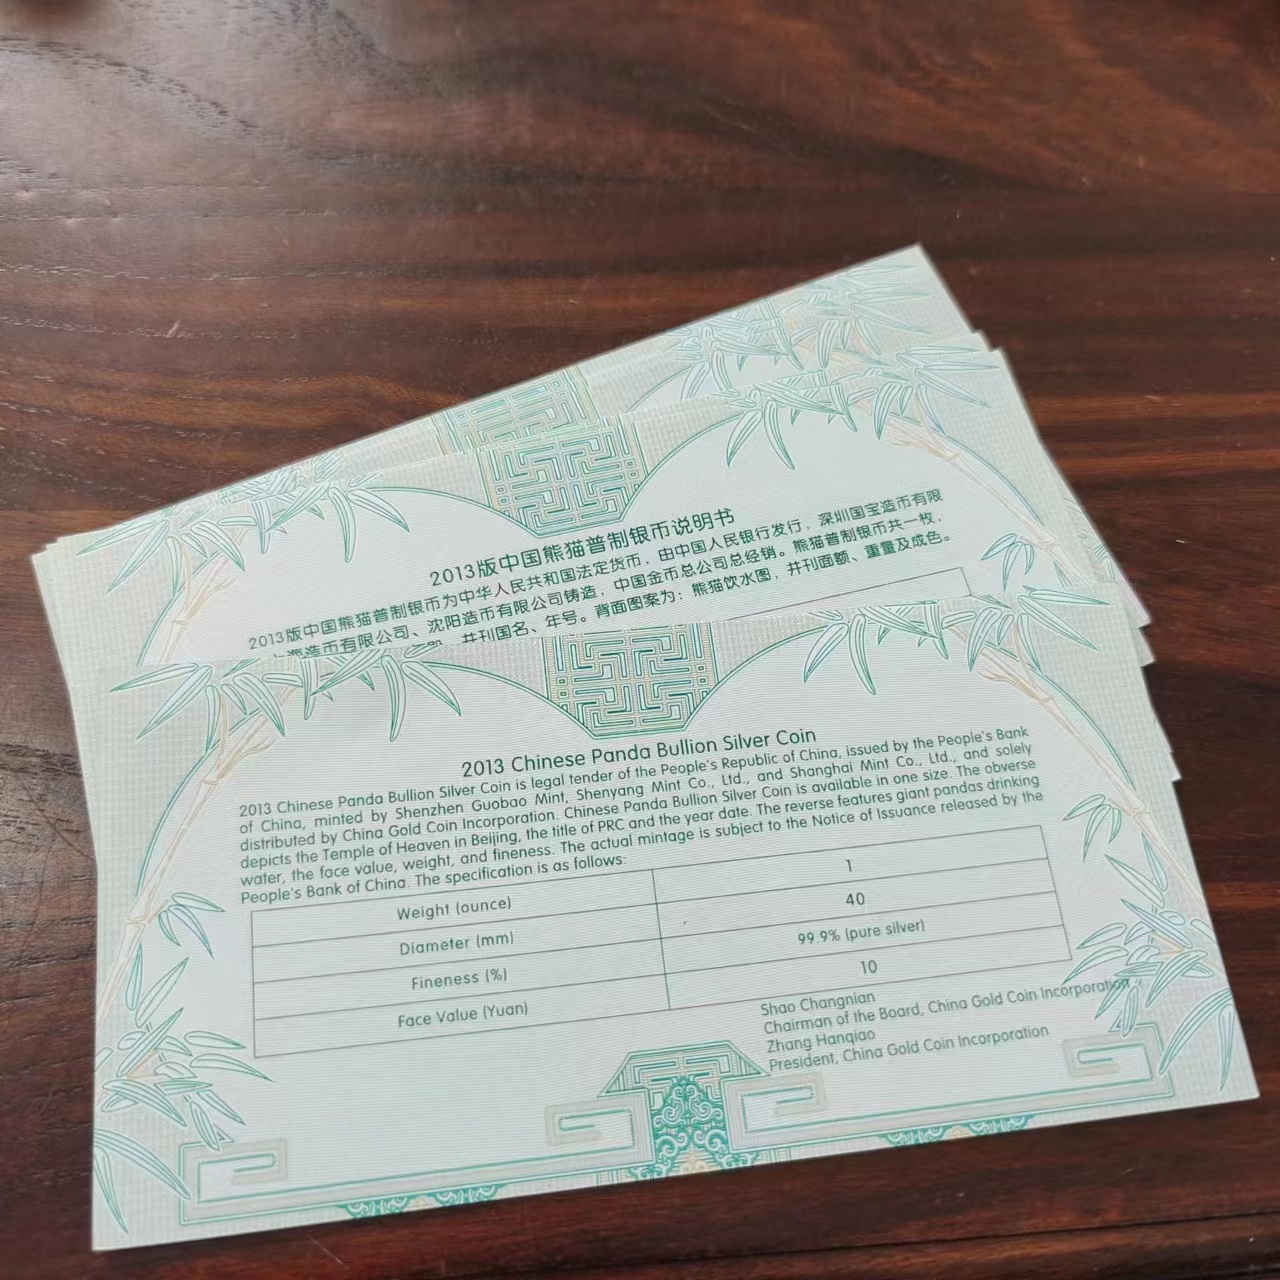 2013版中国熊猫普制银币说明书
2013版中国熊猫普制银币为中华人民共和国法定货币，由中国人民银行发行，深圳国宝造币有限
上海造币有限公司、沈阳造币有限公司铸造，中国金币总公司总经销。熊猫普制银币共一枚，
并刊国名、年号。背面图案为：熊猫饮水图，并刊面额、重量及成色。
2013 Chinese Panda Bullion Silver Coin
2013 Chinese Panda Bullion Silver Coin is legal tender of the People's Republic of China, issued by the People's Bank
of China, minted by Shenzhen Guobao Mint, Shenyang Mint Co., Ltd., and Shanghai Mint Co., Ltd., and solely
distributed by China Gold Coin Incorporation. Chinese Panda Bullion Silver Coin is available in one size. The obverse
depicts the Temple of Heaven in Beijing, the title of PRC and the year date. The reverse features giant pandas drinking
water, the face value, weight, and fineness. The actual mintage is subject to the Notice of Issuance released by the
People's Bank of China. The specification is as follows:
Weight (ounce) 1
Diameter (mm) 40
Fineness (%) 99.9% (pure silver)
Face Value (Yuan) 10
Shao Changnian
Chairman of the Board, China Gold Coin Incorporation
Zhang Hanqiao
President, China Gold Coin Incorporation